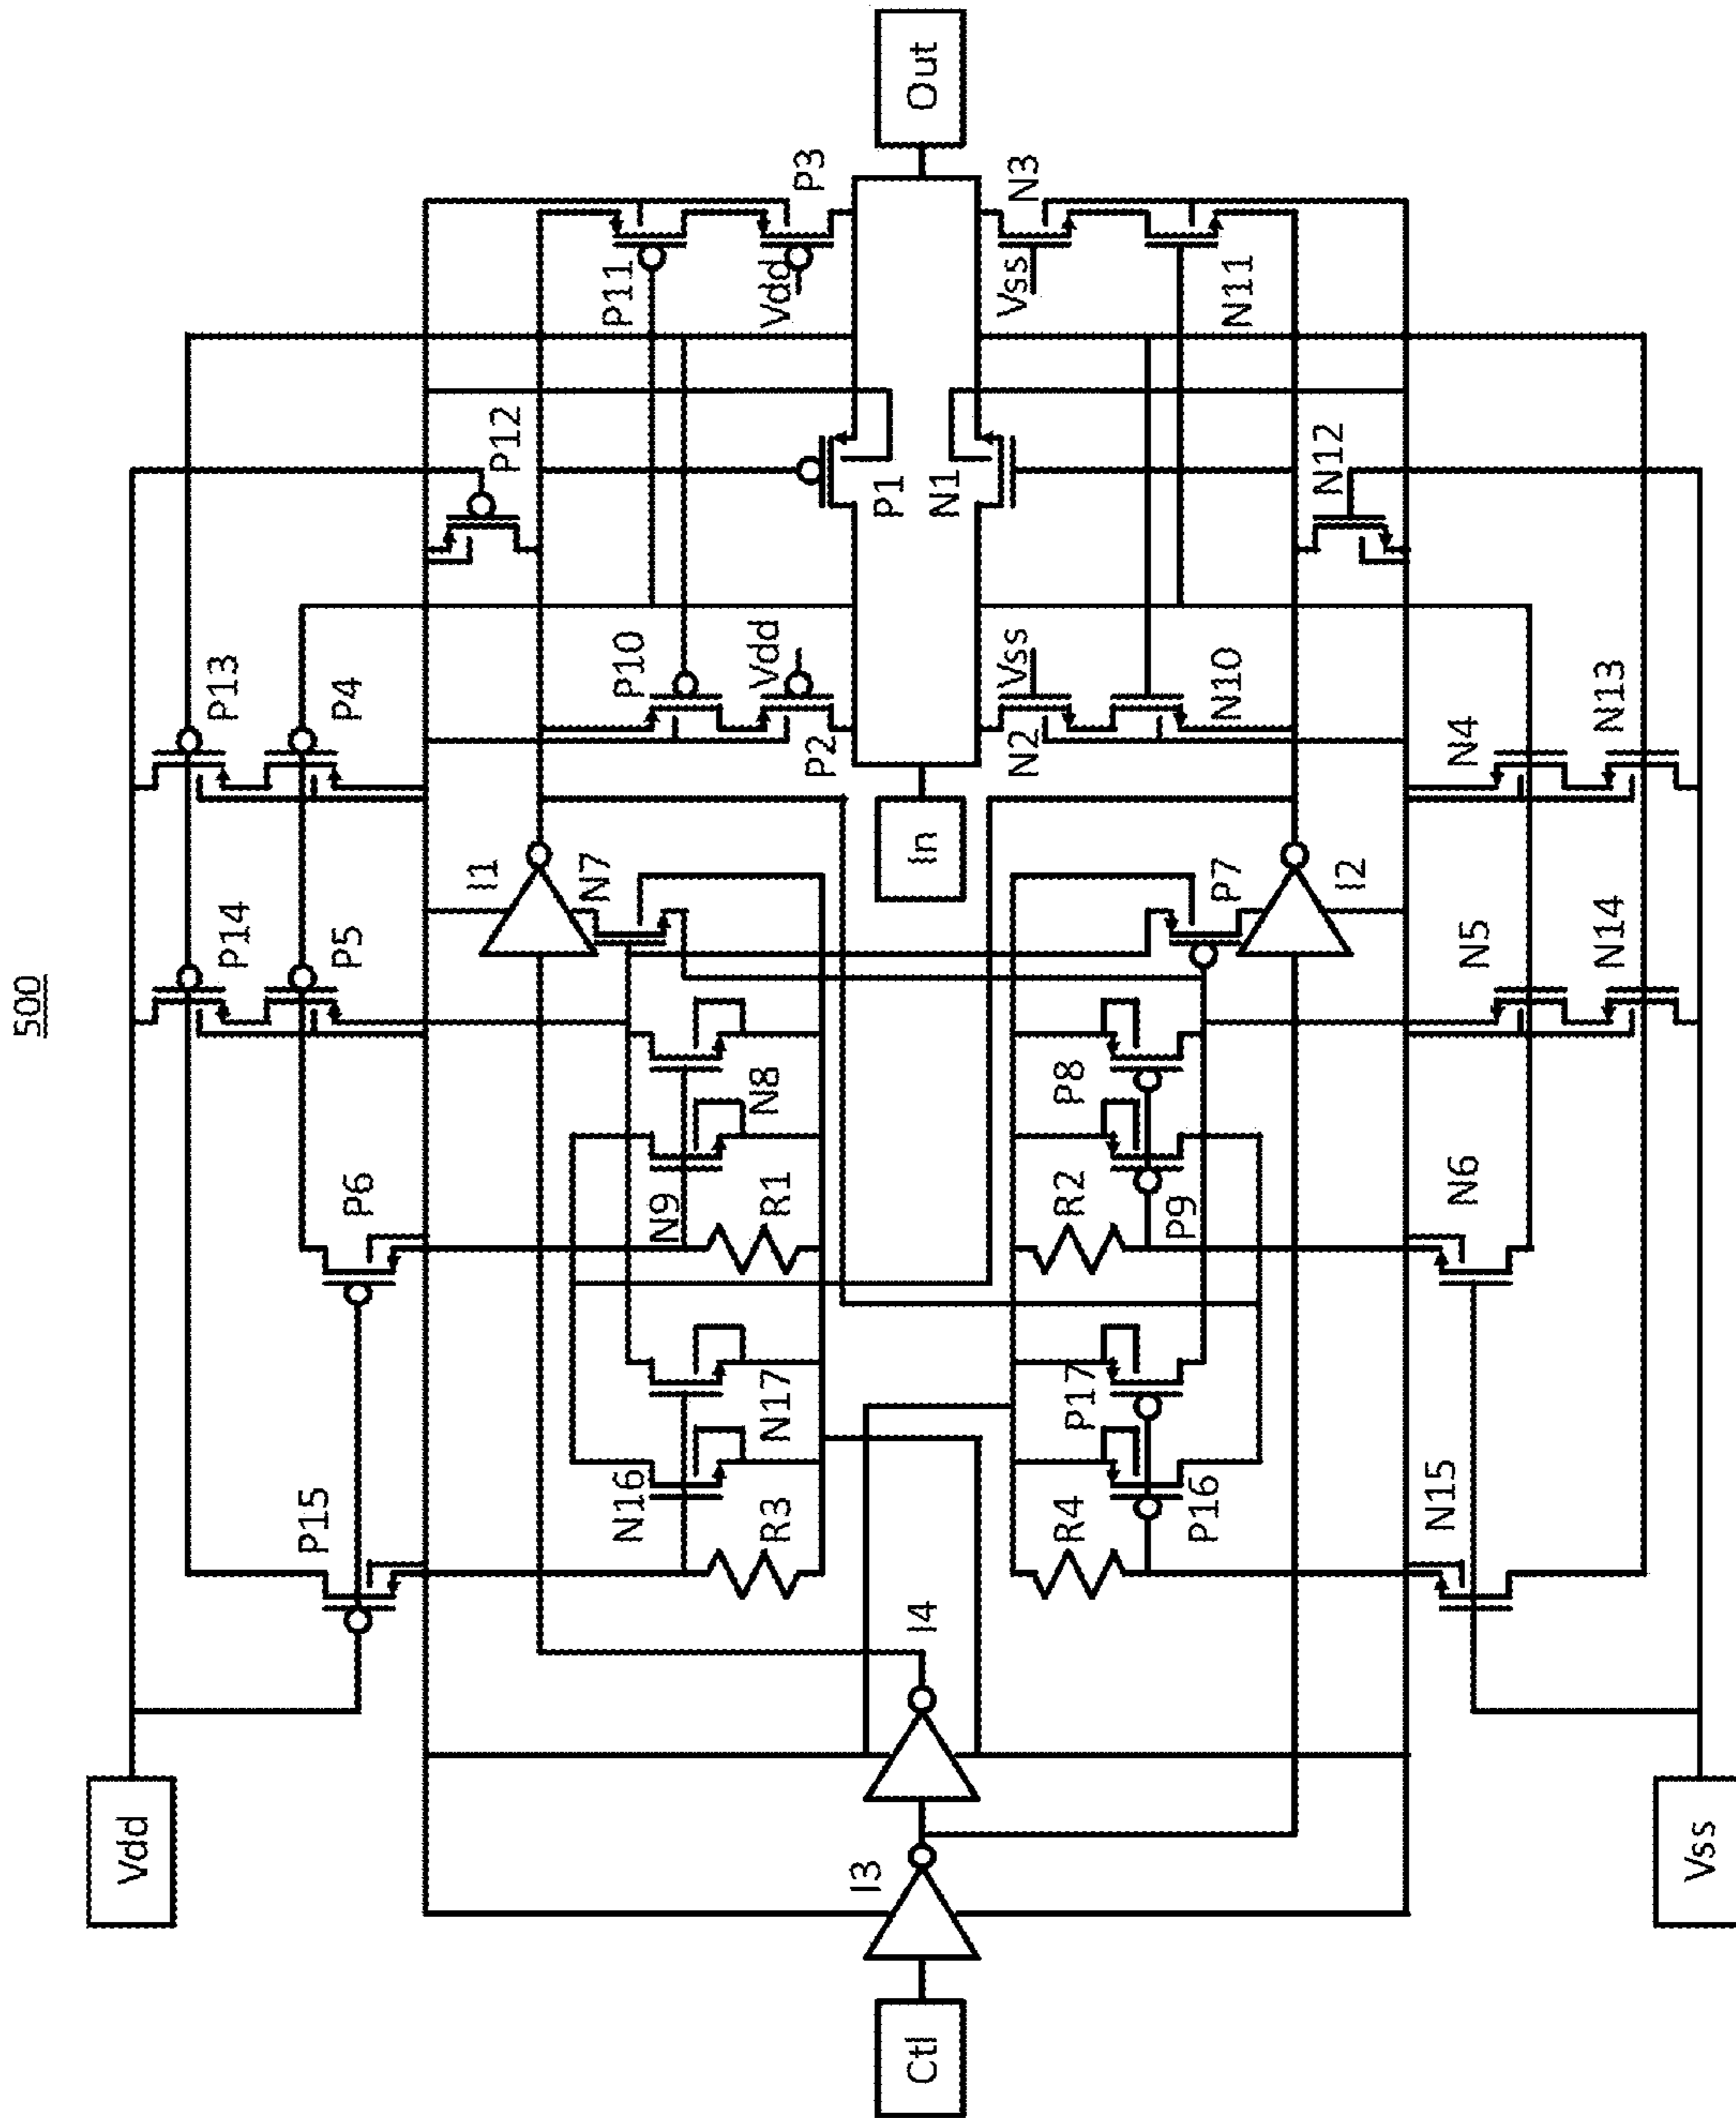 500
Vdd
P13
P14
P4
P5
P15
P6
P12
I1
P10
Vdd
P2
P11
Vdd
P3
N7
N8
N9
R1
N16
N17
R3
P1
N1
Ctl
I3
I4
In
Out
R4
P17
P16
R2
P8
P9
P7
I2
Vss
N2
N10
Vss
N3
N11
N12
N15
N6
N5
N14
N4
N13
Vss